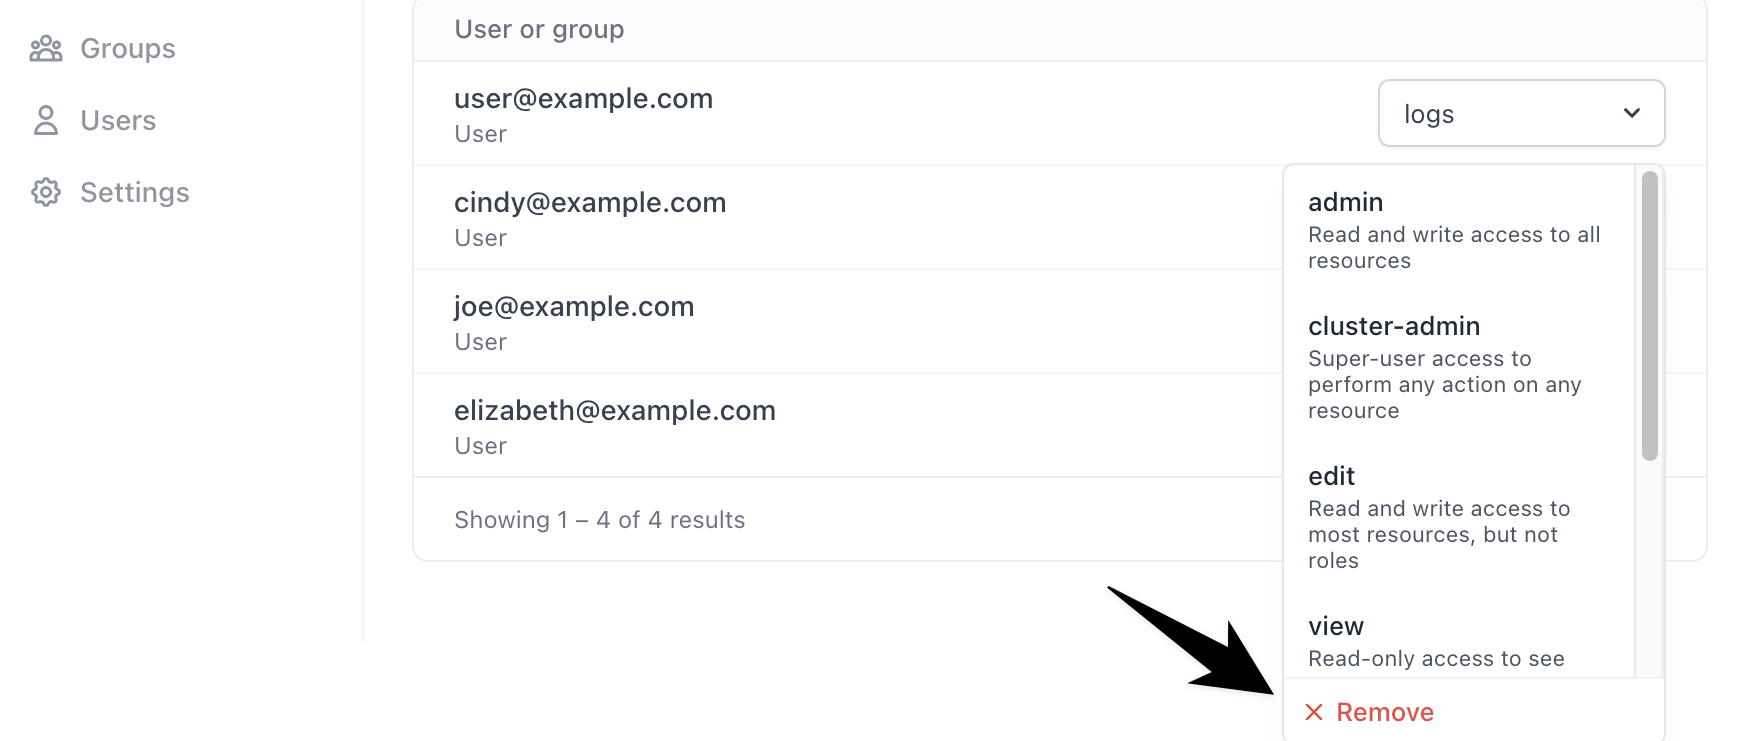 Groups
Users
Settings
User or group
user@example.com
User
logs
cindy@example.com
User
joe@example.com
User
elizabeth@example.com
User
Showing 1 – 4 of 4 results
admin
Read and write access to all
resources
cluster-admin
Super-user access to
perform any action on any
resource
edit
Read and write access to
most resources, but not
roles
view
Read-only access to see
Remove